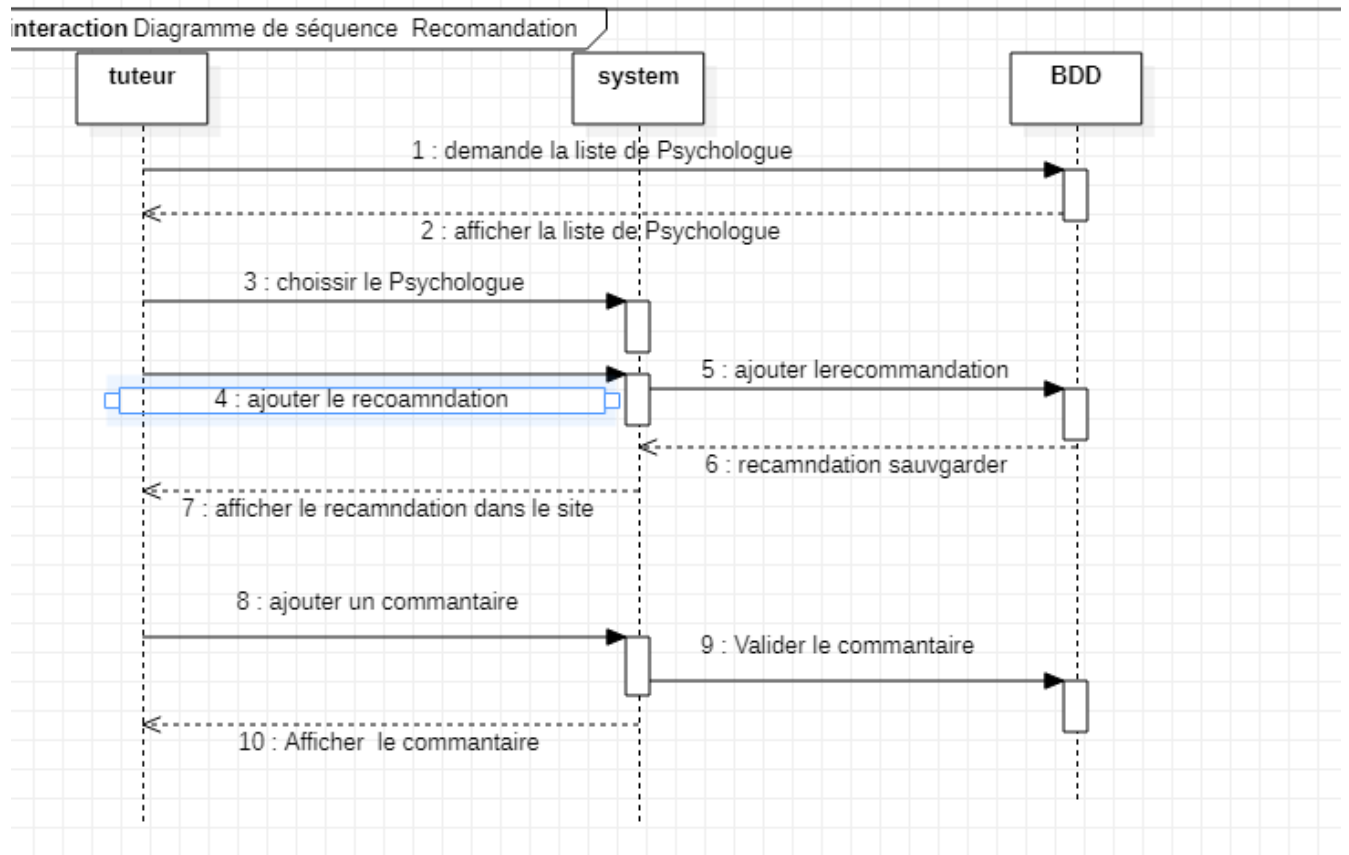 interaction Diagramme de séquence Recomandation
tuteur
system
BDD
1 : demande la liste de Psychologue
2 : afficher la liste de Psychologue
3 : choissir le Psychologue
4 : ajouter le recoamndation
5 : ajouter lerecommandation
6 : recamndation sauvgarder
7 : afficher le recamndation dans le site
8 : ajouter un commantaire
9 : Valider le commantaire
10 : Afficher le commantaire